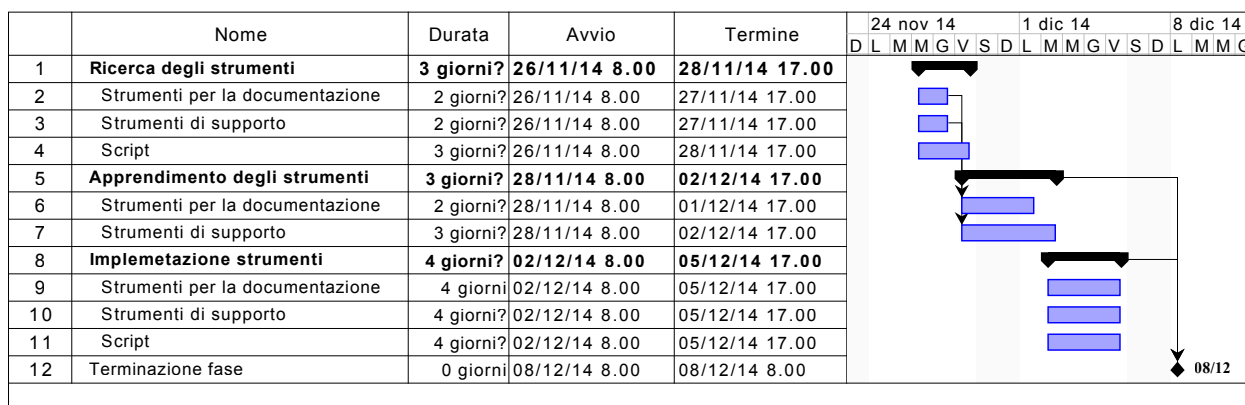 Nome Durata Avvio Termine 24 nov 14 1 dic 14 8 dic 14
D L M M G V S D L M M G V S D L M M G
1 Ricerca degli strumenti 3 giorni? 26/11/14 8.00 28/11/14 17.00
2 Strumenti per la documentazione 2 giorni? 26/11/14 8.00 27/11/14 17.00
3 Strumenti di supporto 2 giorni? 26/11/14 8.00 27/11/14 17.00
4 Script 3 giorni? 26/11/14 8.00 28/11/14 17.00
5 Apprendimento degli strumenti 3 giorni? 28/11/14 8.00 02/12/14 17.00
6 Strumenti per la documentazione 2 giorni? 28/11/14 8.00 01/12/14 17.00
7 Strumenti di supporto 3 giorni? 28/11/14 8.00 02/12/14 17.00
8 Implemetazione strumenti 4 giorni? 02/12/14 8.00 05/12/14 17.00
9 Strumenti per la documentazione 4 giorni 02/12/14 8.00 05/12/14 17.00
10 Strumenti di supporto 4 giorni? 02/12/14 8.00 05/12/14 17.00
11 Script 4 giorni? 02/12/14 8.00 05/12/14 17.00
12 Terminazione fase 0 giorni 08/12/14 8.00 08/12/14 8.00 08/12